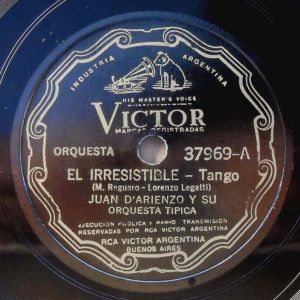 INDUSTRIA ARGENTINA
HIS MASTER'S VOICE
VICTOR
MARCAS REGISTRADAS
ORQUESTA 37969-A
EL IRRESISTIBLE - Tango
(M. Reguaro - Lorenzo Logatti)
JUAN D'ARIENZO Y SU
ORQUESTA TIPICA
EJECUCION PUBLICA Y RADIO TRANSMISION
RESERVADAS POR RCA VICTOR ARGENTINA
RCA VICTOR ARGENTINA
BUENOS AIRES